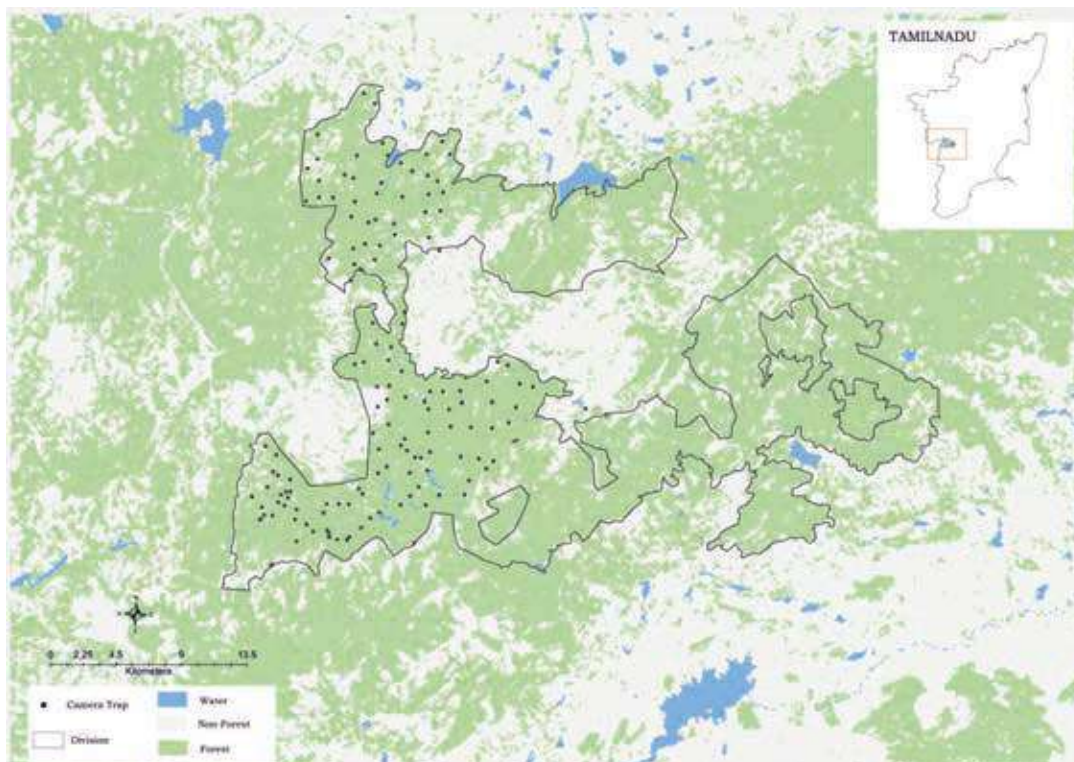 TAMILNADU
0 2.25 4.5 9 13.5
Kilometers
Camera Trap
Division
Water
Non-Forest
Forest